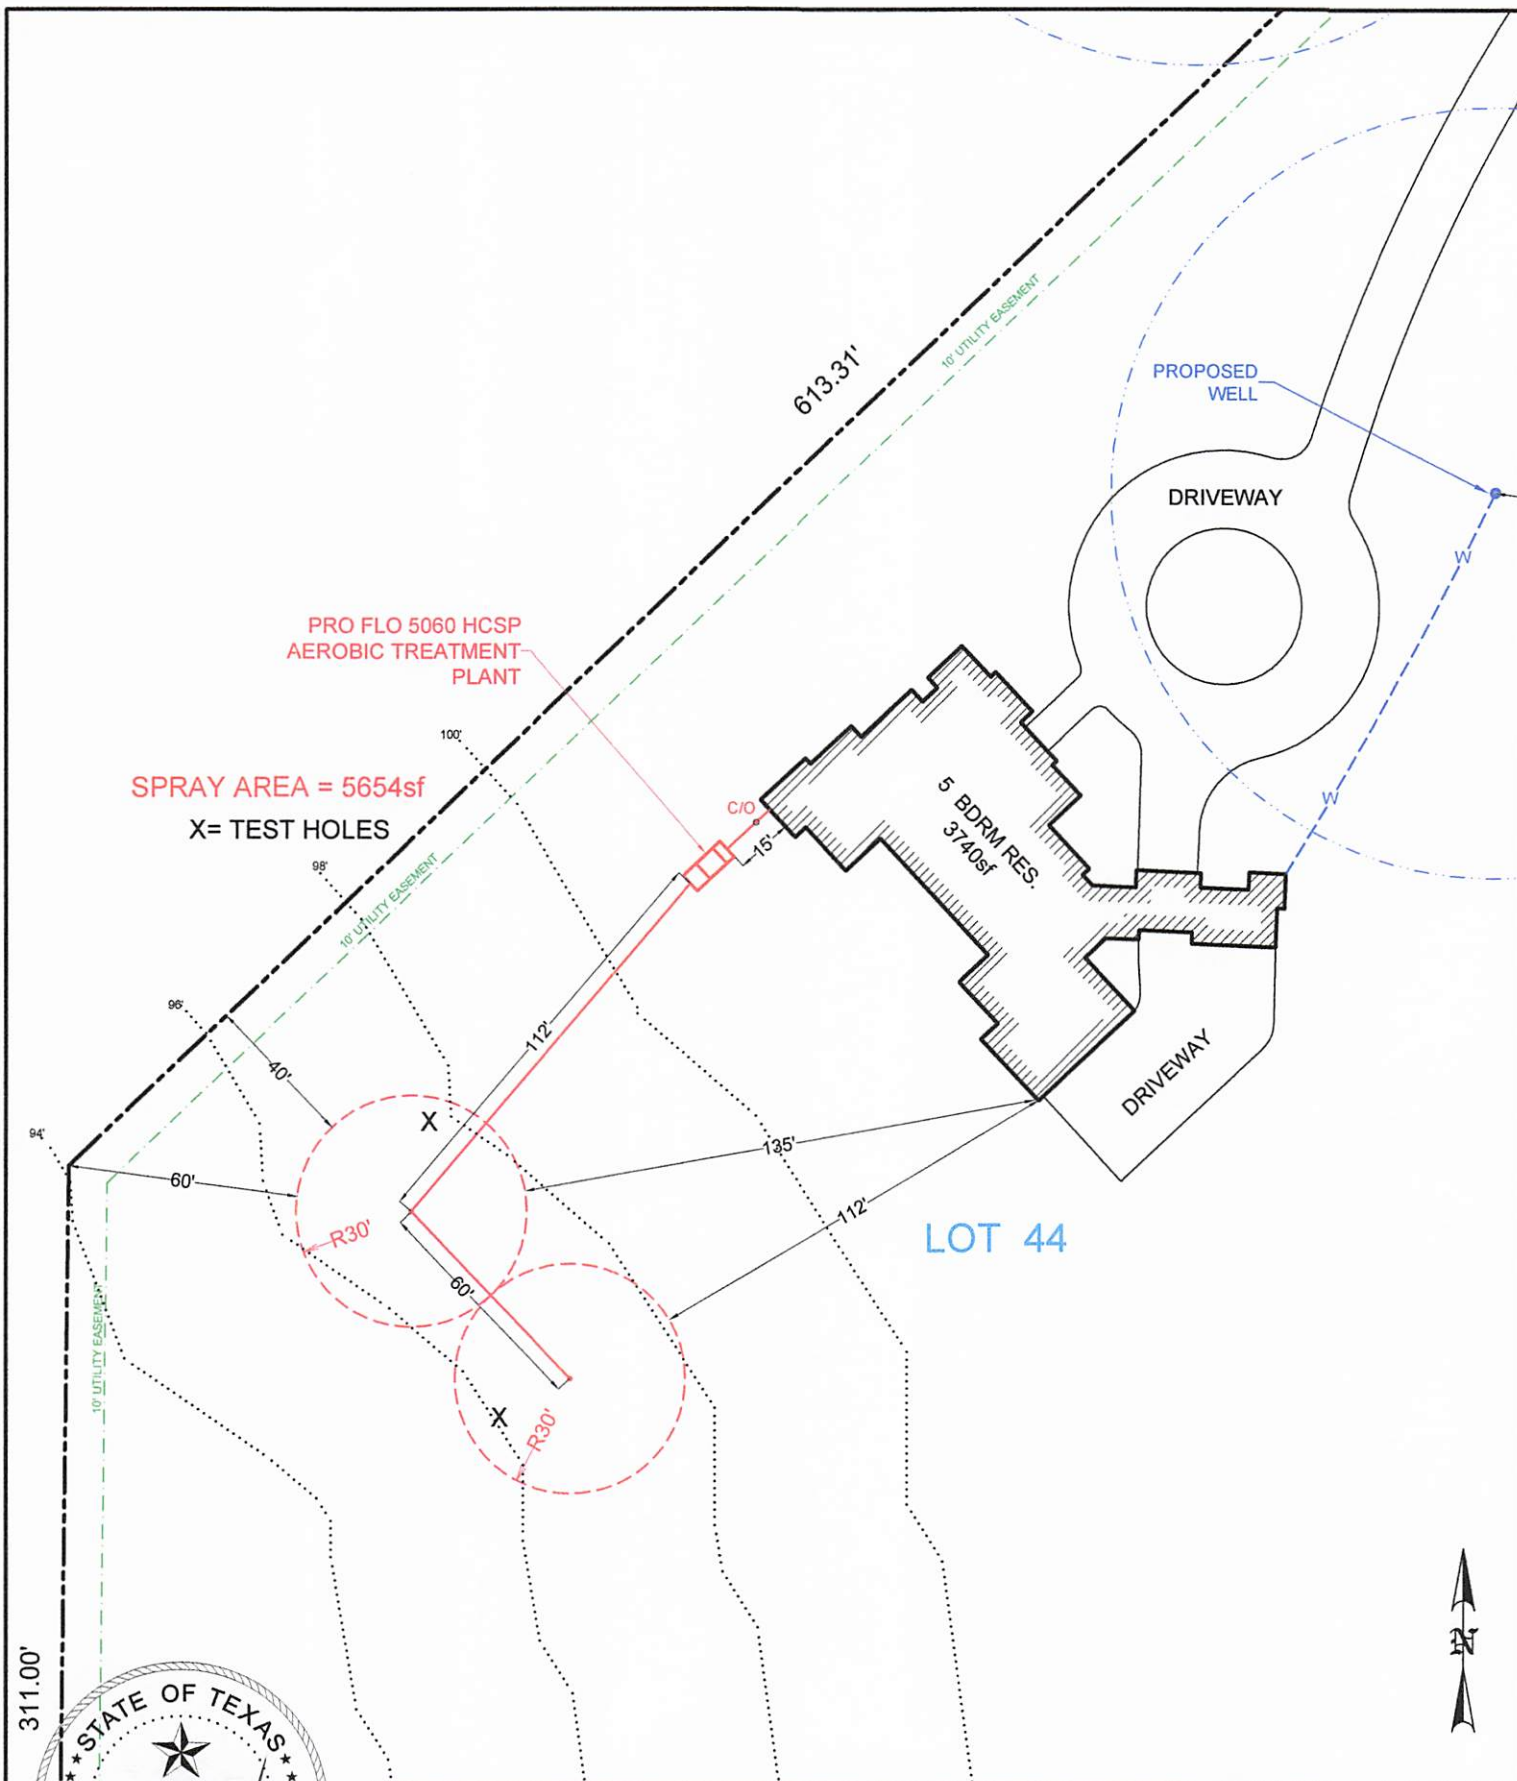 613.31'
10' UTILITY EASEMENT
PROPOSED
WELL
DRIVEWAY
W
PRO FLO 5060 HCSP
AEROBIC TREATMENT
PLANT
100'
SPRAY AREA = 5654sf
X= TEST HOLES
C/O
15'
5 BDRM RES.
3740sf
W
98'
10' UTILITY EASEMENT
96'
112'
40'
DRIVEWAY
X
94'
135'
60'
112'
R30'
LOT 44
60'
10' UTILITY EASEMENT
X
R30'
N
311.00'
STATE OF TEXAS